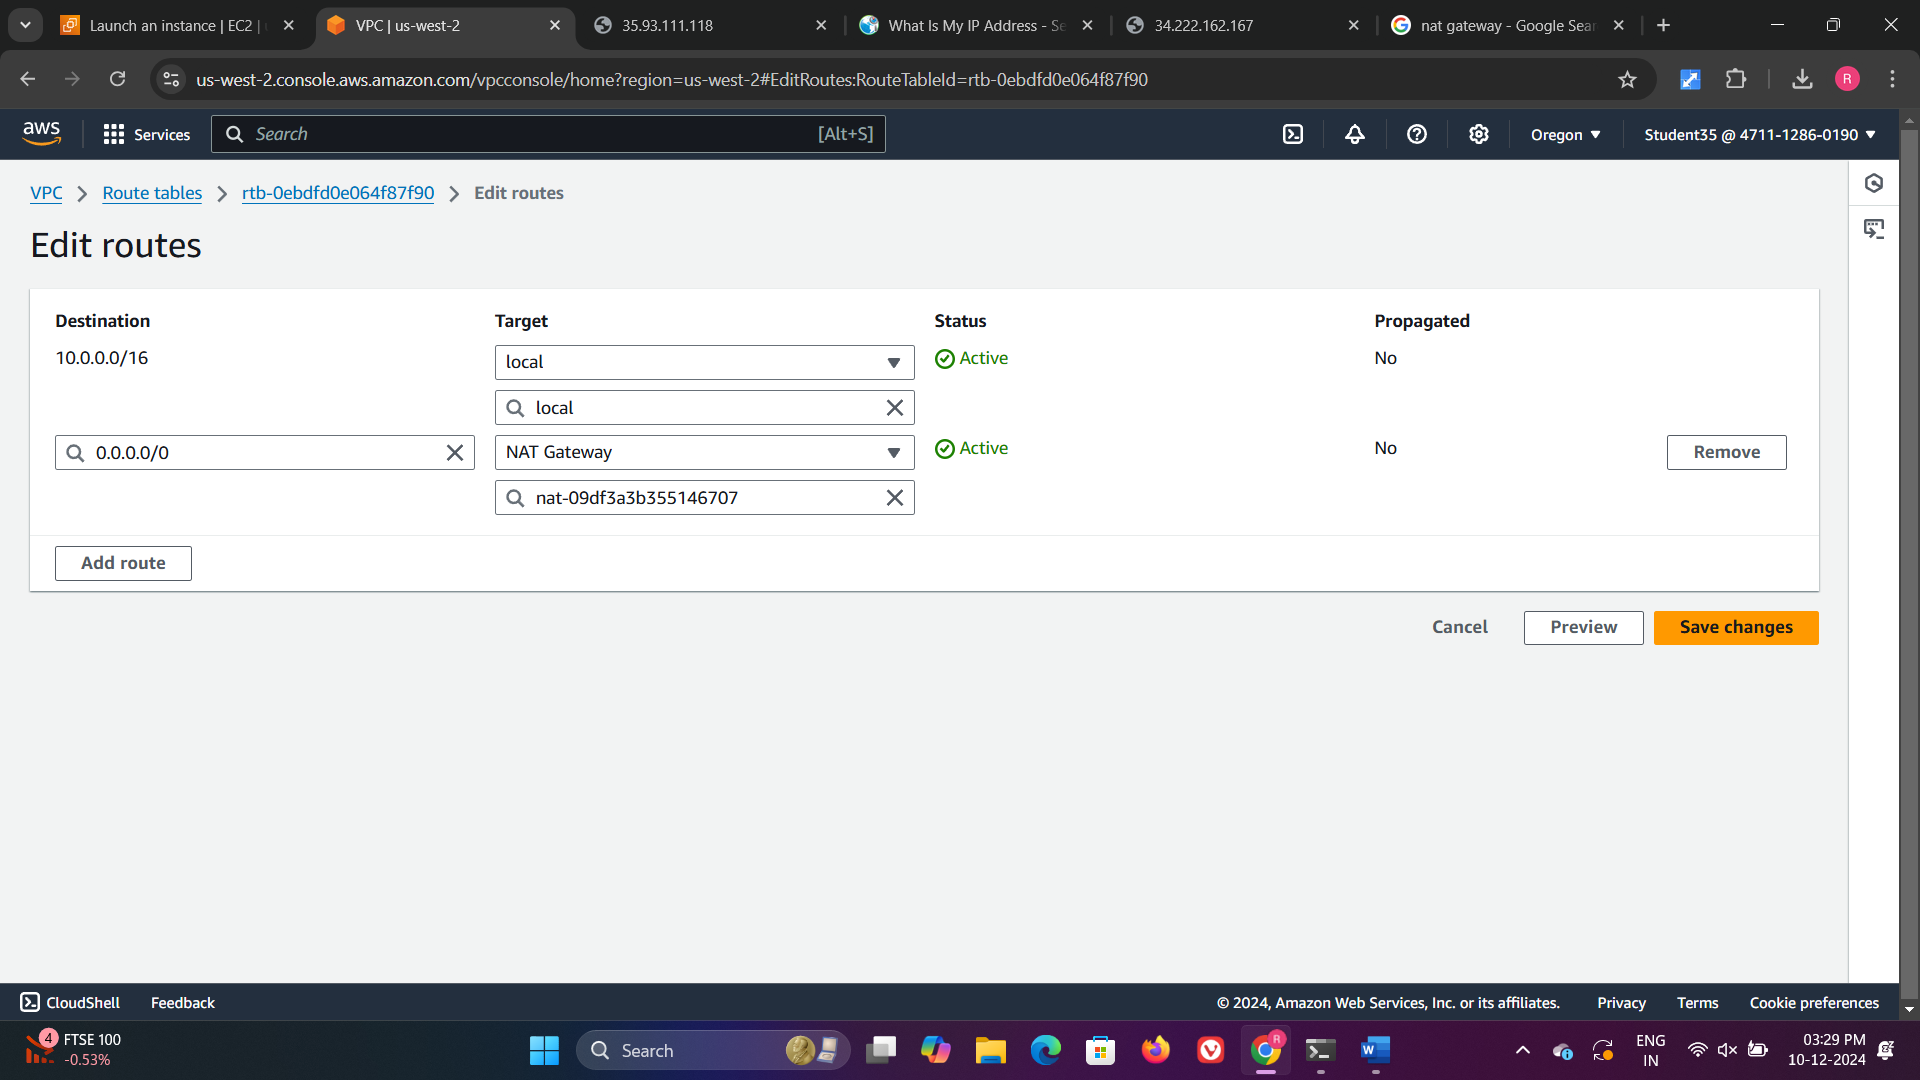 Launch an instance | EC2 |
VPC | us-west-2
35.93.111.118
What Is My IP Address - Se
34.222.162.167
nat gateway - Google Sear
us-west-2.console.aws.amazon.com/vpcconsole/home?region=us-west-2#EditRoutes:RouteTableId=rtb-0ebdfd0e064f87f90
R
aws
Services
Search
[Alt+S]
Oregon
Student35 @ 4711-1286-0190
VPC
Route tables
rtb-0ebdfd0e064f87f90
Edit routes
Edit routes
Destination
Target
Status
Propagated
10.0.0.0/16
local
Active
No
local
0.0.0.0/0
NAT Gateway
Active
No
Remove
nat-09df3a3b355146707
Add route
Cancel
Preview
Save changes
CloudShell
Feedback
© 2024, Amazon Web Services, Inc. or its affiliates.
Privacy
Terms
Cookie preferences
4
FTSE 100
-0.53%
Search
R
ENG
IN
03:29 PM
10-12-2024